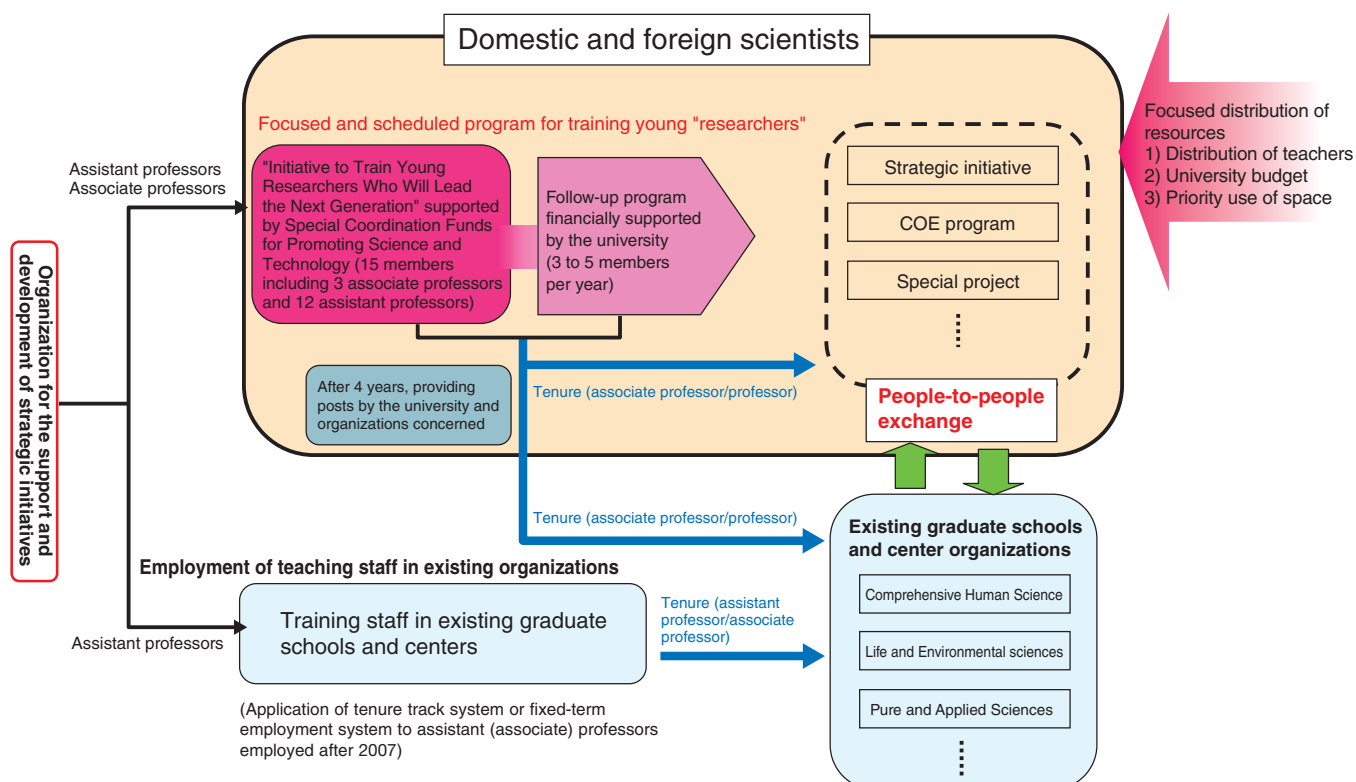 Domestic and foreign scientists
Focused and scheduled program for training young "researchers"
Assistant professors
Associate professors
"Initiative to Train Young
Researchers Who Will Lead
the Next Generation" supported
by Special Coordination Funds
for Promoting Science and
Technology (15 members
including 3 associate professors
and 12 assistant professors)
Follow-up program
financially supported
by the university
(3 to 5 members
per year)
Strategic initiative
COE program
Special project
Focused distribution of
resources
1) Distribution of teachers
2) University budget
3) Priority use of space
Organization for the support and
development of strategic initiatives
After 4 years, providing
posts by the university and
organizations concerned
Tenure (associate professor/professor)
People-to-people
exchange
Tenure (associate professor/professor)
Existing graduate schools
and center organizations
Comprehensive Human Science
Life and Environmental sciences
Pure and Applied Sciences
Employment of teaching staff in existing organizations
Assistant professors
Training staff in existing graduate
schools and centers
Tenure (assistant
professor/associate
professor)
(Application of tenure track system or fixed-term
employment system to assistant (associate) professors
employed after 2007)